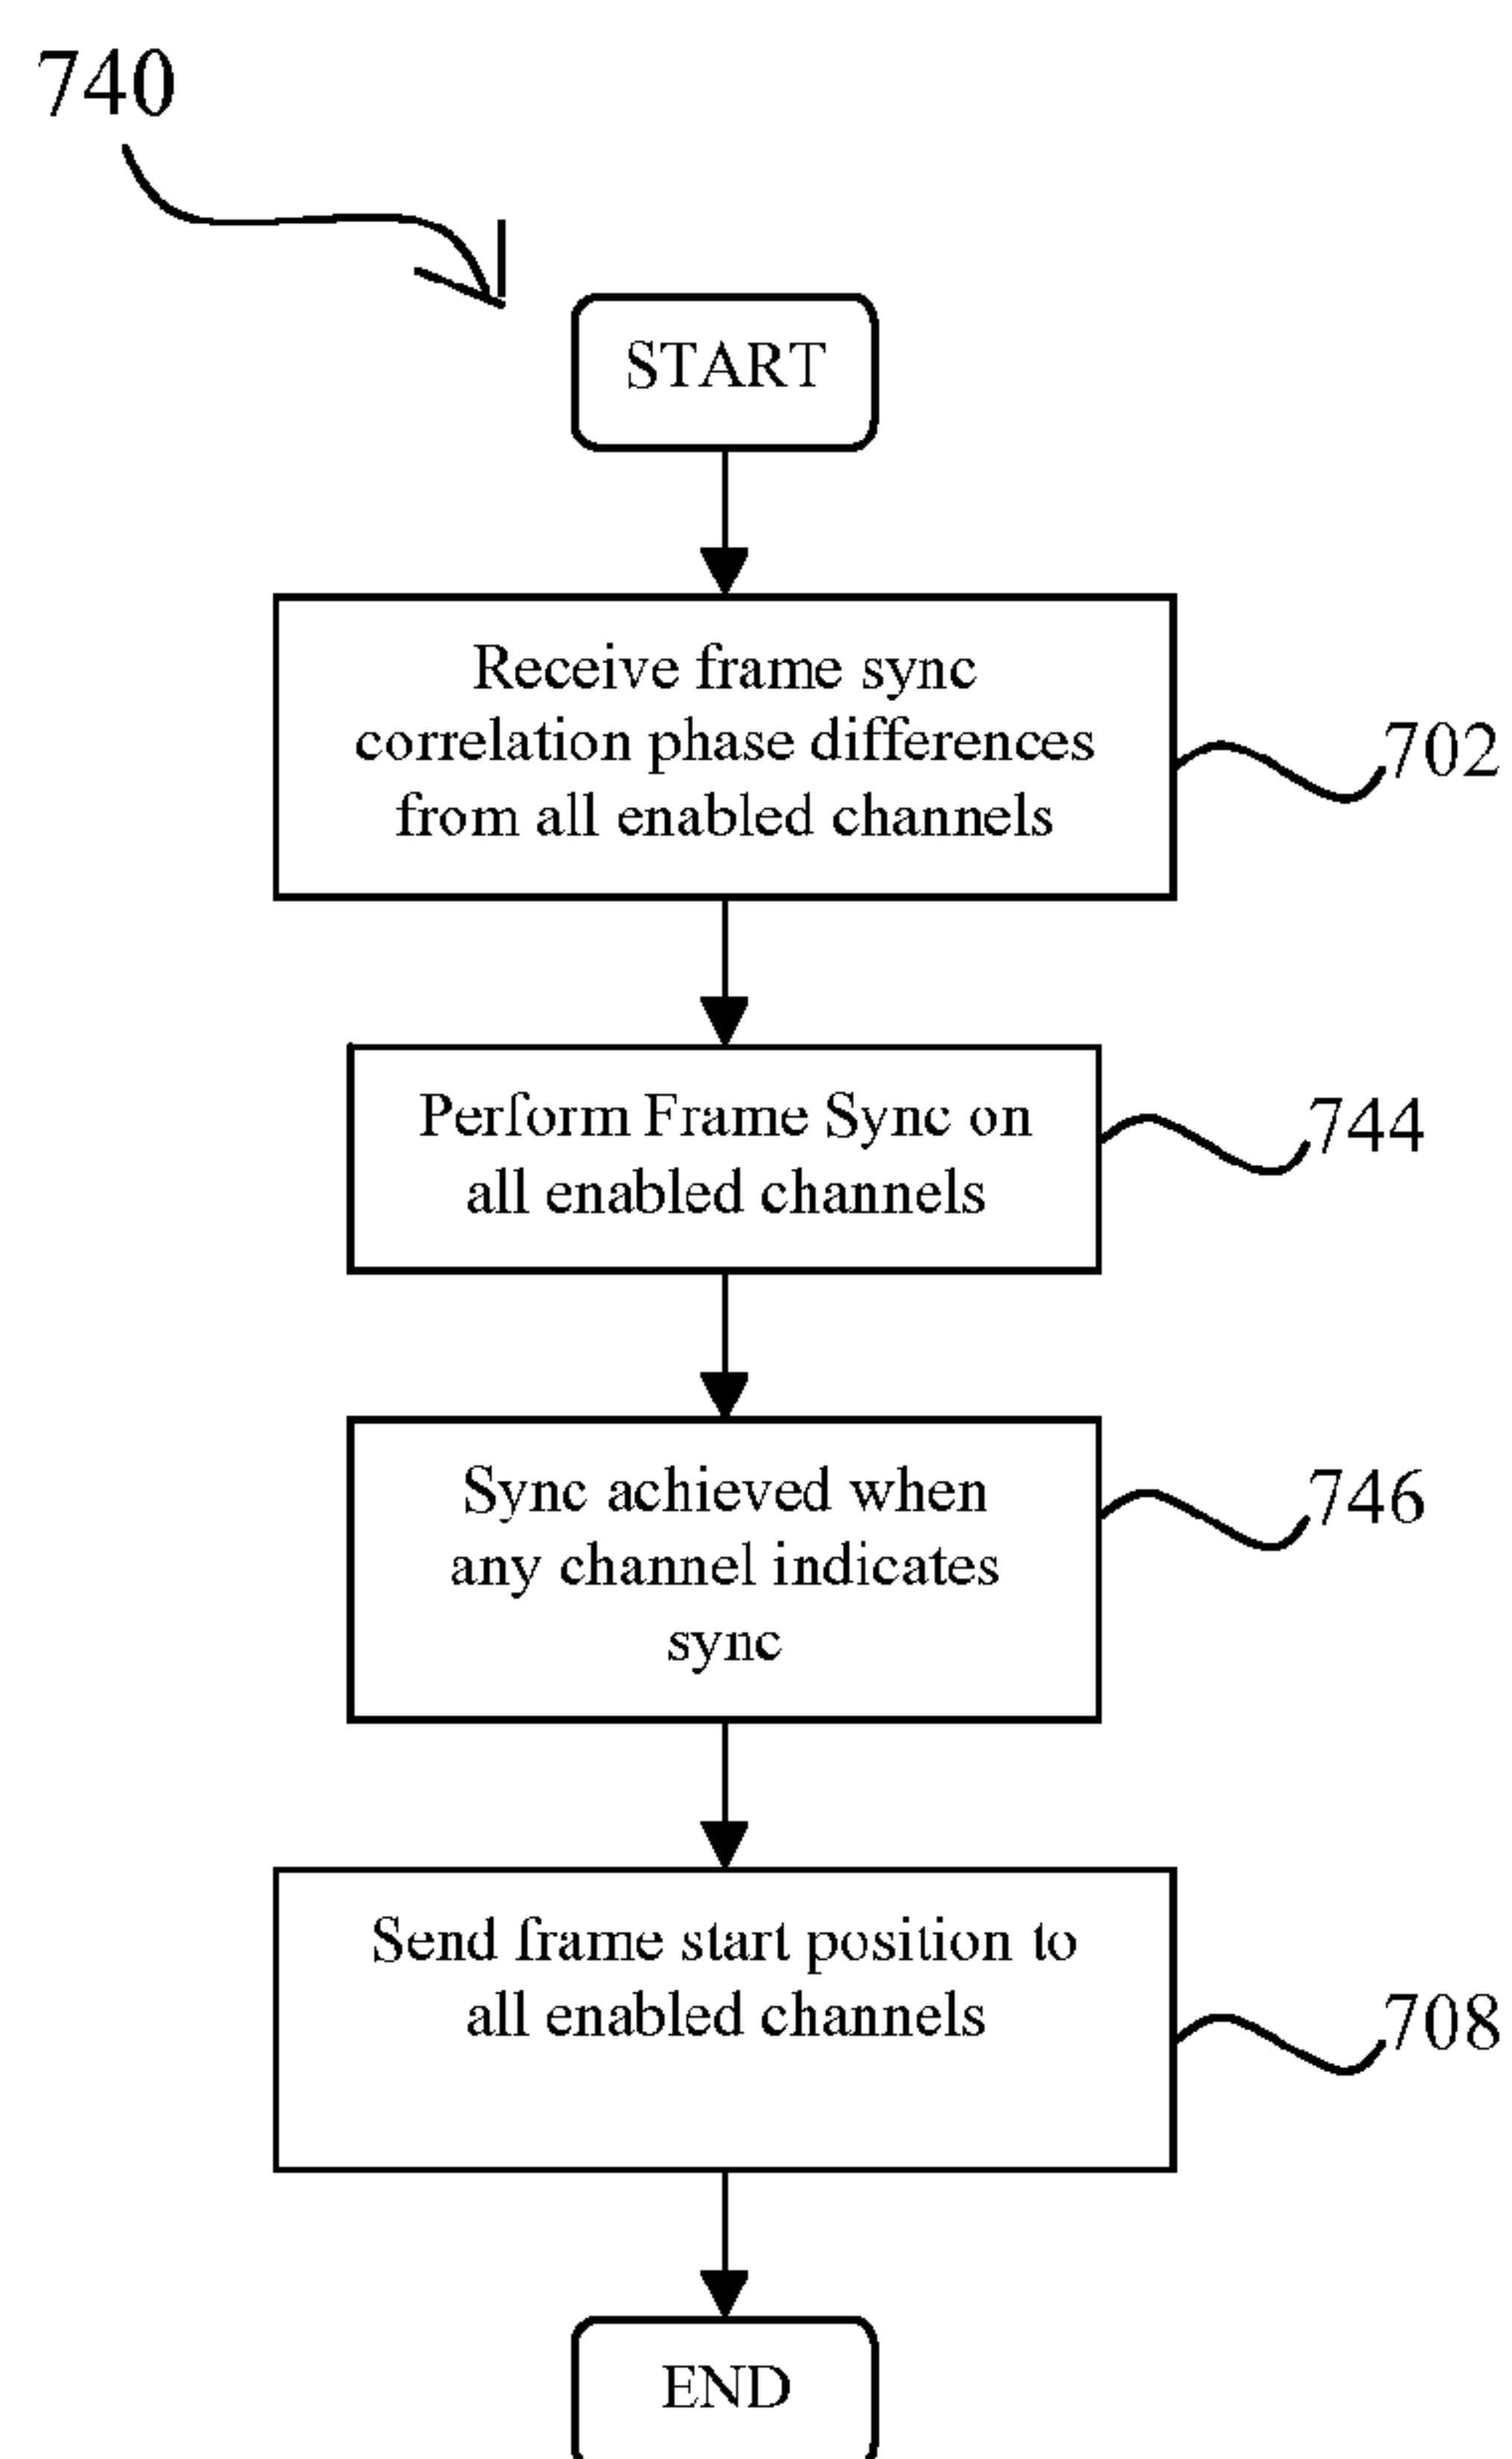 740
START
Receive frame sync
correlation phase differences
from all enabled channels
702
Perform Frame Sync on
all enabled channels
744
Sync achieved when
any channel indicates
sync
746
Send frame start position to
all enabled channels
708
END